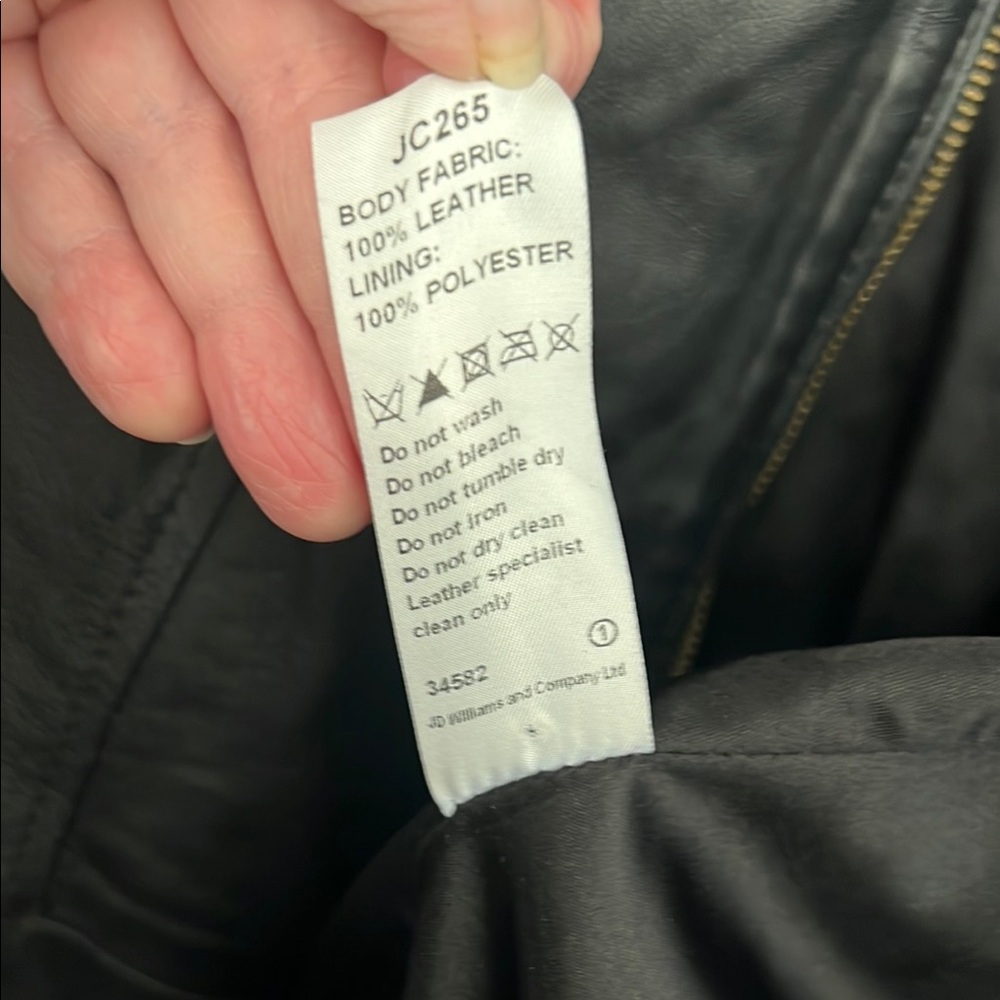 JC265
BODY FABRIC:
100% LEATHER
LINING:
100% POLYESTER
Do not wash
Do not bleach
Do not tumble dry
Do not Iron
Do not dry clean
Leather specialist
clean only
1
34582
JD Williams and Company Ltd